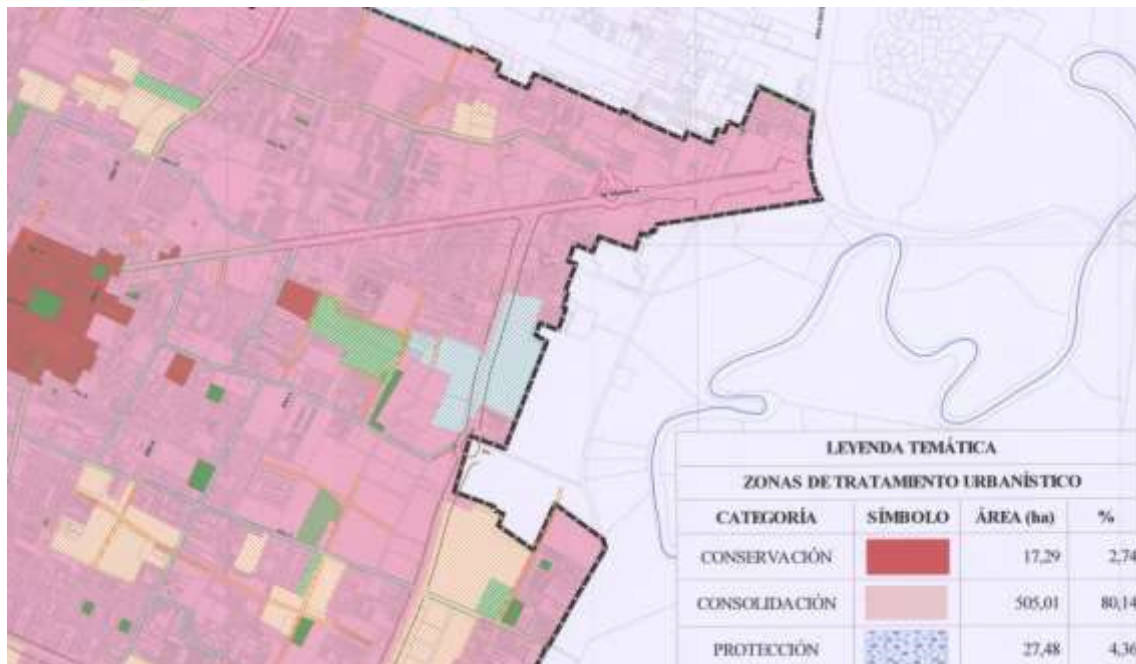 LEYENDA TEMÁTICA
ZONAS DE TRATAMIENTO URBANÍSTICO
CATEGORÍA SÍMBOLO ÁREA (ha) %
CONSERVACIÓN 17,29 2,74
CONSOLIDACIÓN 505,01 80,14
PROTECCIÓN 27,48 4,36